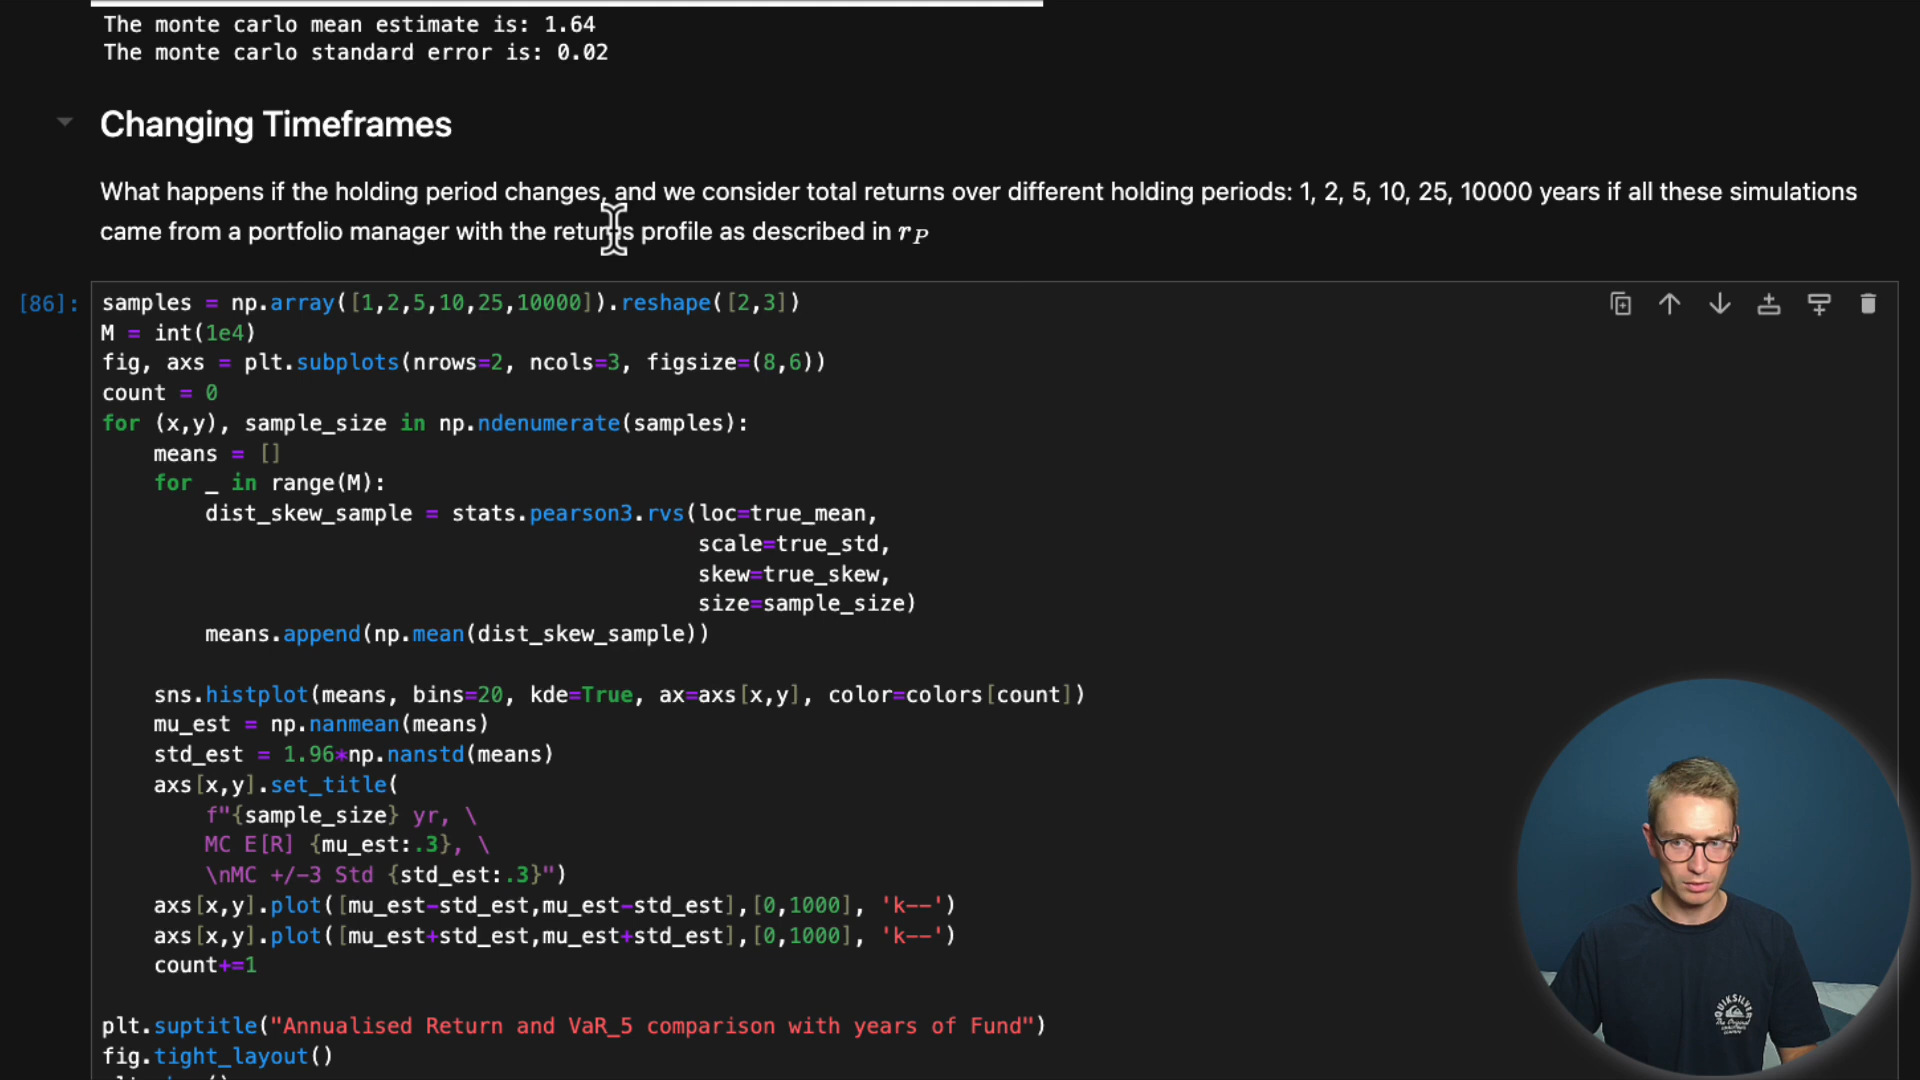 The monte carlo mean estimate is: 1.64
The monte carlo standard error is: 0.02
Changing Timeframes
What happens if the holding period changes, and we consider total returns over different holding periods: 1, 2, 5, 10, 25, 10000 years if all these simulations
came from a portfolio manager with the returns profile as described in rP
[86]:
samples = np.array([1,2,5,10,25,10000]).reshape([2,3])
M = int(1e4)
fig, axs = plt.subplots(nrows=2, ncols=3, figsize=(8,6))
count = 0
for (x,y), sample_size in np.ndenumerate(samples):
    means = []
    for _ in range(M):
        dist_skew_sample = stats.pearson3.rvs(loc=true_mean,
                                              scale=true_std,
                                              skew=true_skew,
                                              size=sample_size)
        means.append(np.mean(dist_skew_sample))
    sns.histplot(means, bins=20, kde=True, ax=axs[x,y], color=colors[count])
    mu_est = np.nanmean(means)
    std_est = 1.96*np.nanstd(means)
    axs[x,y].set_title(
        f"{sample_size} yr, \
        MC E[R] {mu_est:.3}, \
        \nMC +/-3 Std {std_est:.3}")
    axs[x,y].plot([mu_est-std_est,mu_est-std_est],[0,1000], 'k--')
    axs[x,y].plot([mu_est+std_est,mu_est+std_est],[0,1000], 'k--')
    count+=1
plt.suptitle("Annualised Return and VaR_5 comparison with years of Fund")
fig.tight_layout()
QUIKSILVER